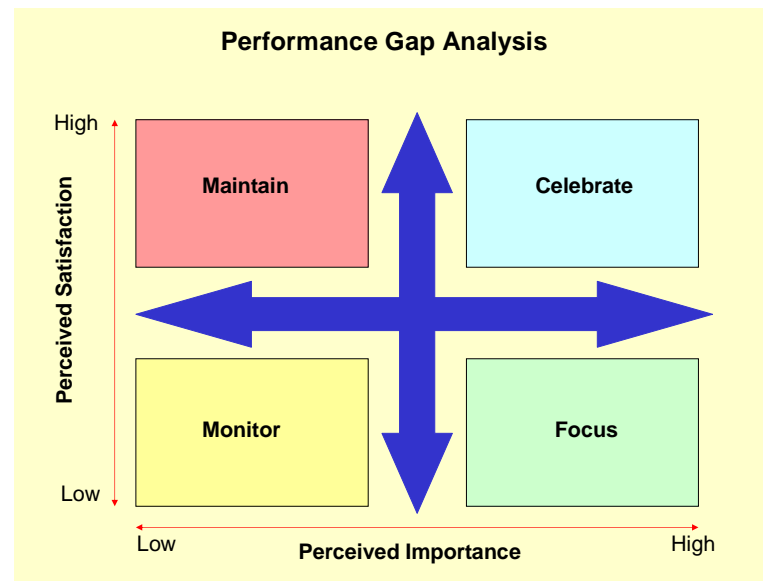 Performance Gap Analysis
High
Maintain
Celebrate
Perceived Satisfaction
Monitor
Focus
Low
Low
Perceived Importance
High